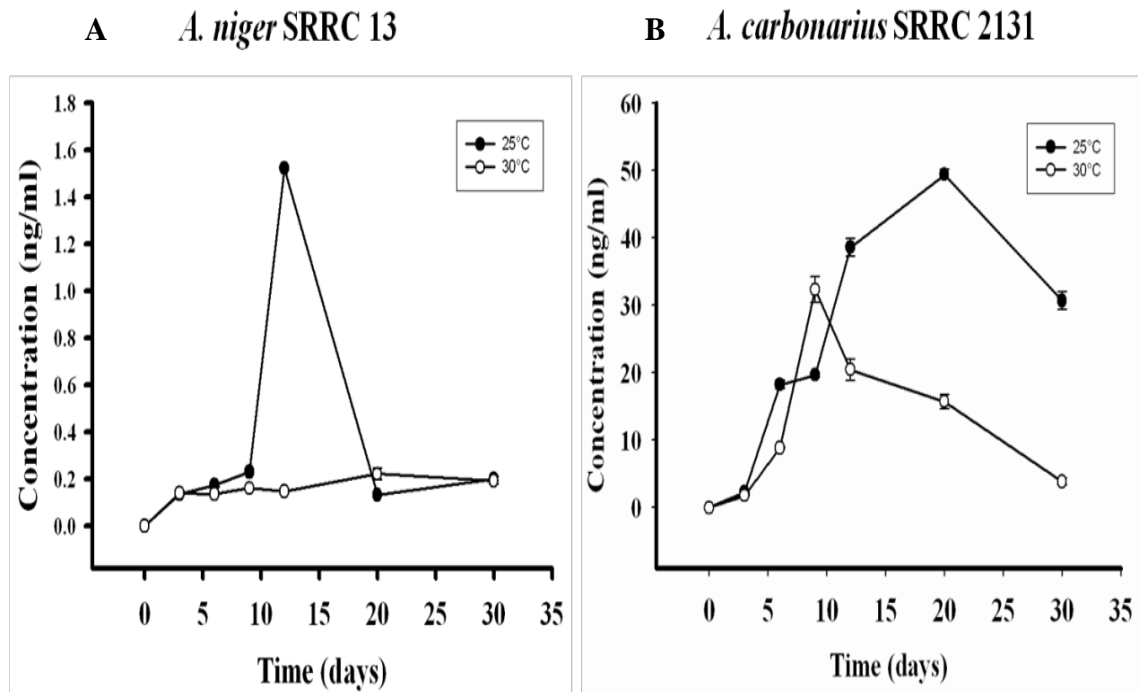 A A. niger SRRC 13
B A. carbonarius SRRC 2131
Concentration (ng/ml)
1.8
1.6
1.4
1.2
1.0
0.8
0.6
0.4
0.2
0.0
25°C
30°C
0 5 10 15 20 25 30 35
Time (days)
Concentration (ng/ml)
60
50
40
30
20
10
0
25°C
30°C
0 5 10 15 20 25 30 35
Time (days)